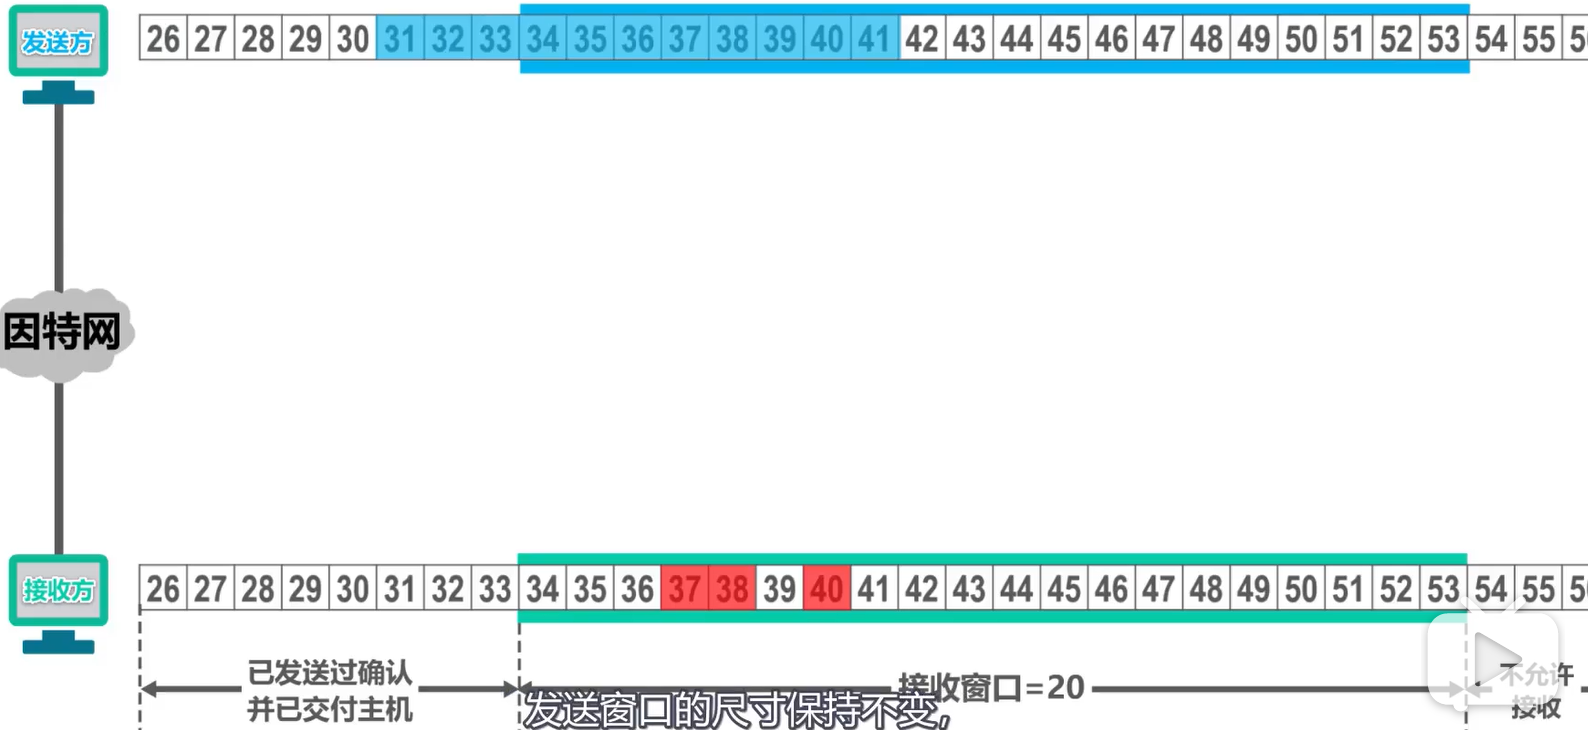 发送方
26 27 28 29 30 31 32 33 34 35 36 37 38 39 40 41 42 43 44 45 46 47 48 49 50 51 52 53 54 55
因特网
接收方
26 27 28 29 30 31 32 33 34 35 36 37 38 39 40 41 42 43 44 45 46 47 48 49 50 51 52 53 54 55
已发送过确认
并已交付主机
接收窗口=20
不允许
接收
发送窗口的尺寸保持不变,